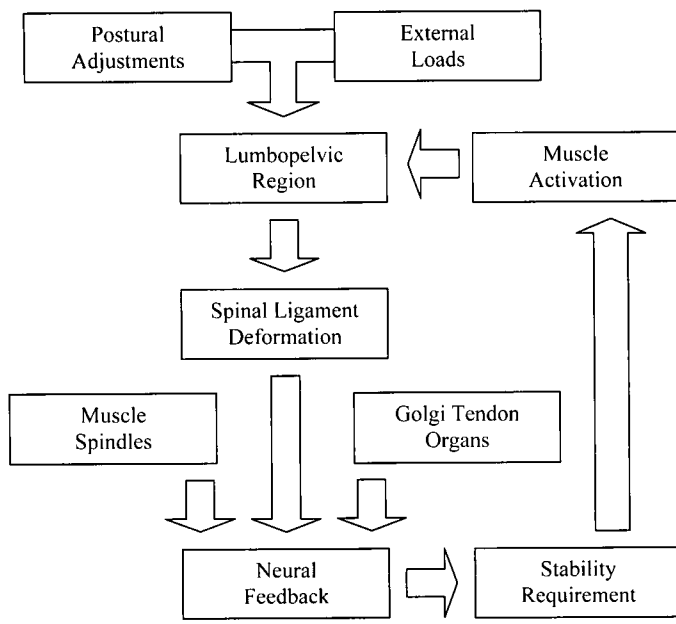 Postural
Adjustments
External
Loads
Lumbopelvic
Region
Muscle
Activation
Spinal Ligament
Deformation
Muscle
Spindles
Golgi Tendon
Organs
Neural
Feedback
Stability
Requirement